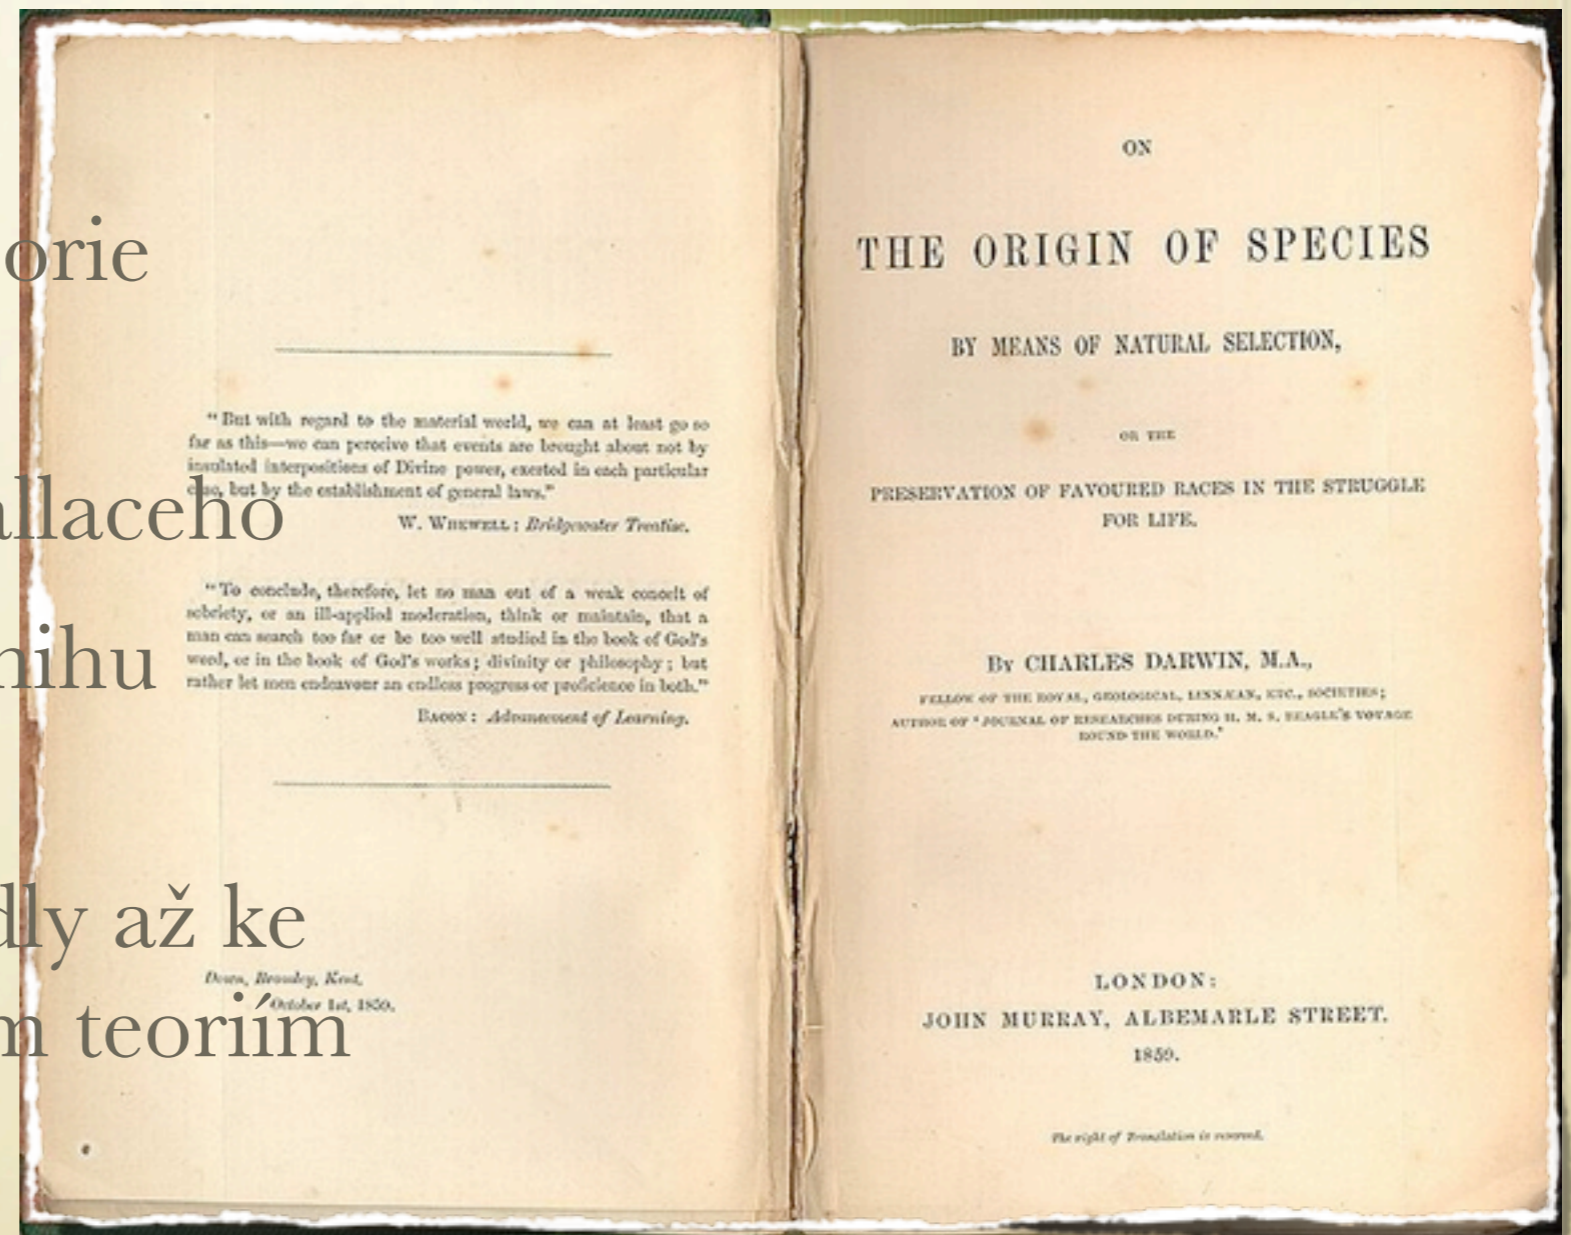 orie
allaceho
nihu
dly až ke
m teoriím
"But with regard to the material world, we can at least go so
far as this—we can perceive that events are brought about not by
insulated interpositions of Divine power, exerted in each particular
case, but by the establishment of general laws."
W. WHEWELL: Bridgewater Treatise.
"To conclude, therefore, let no man out of a weak conceit of
sobriety, or an ill-applied moderation, think or maintain, that a
man can search too far or be too well studied in the book of God's
word, or in the book of God's works; divinity or philosophy; but
rather let men endeavour an endless progress or proficience in both."
BACON: Advancement of Learning.
Down, Bromley, Kent,
October 1st, 1859.
ON
THE ORIGIN OF SPECIES
BY MEANS OF NATURAL SELECTION,
OR THE
PRESERVATION OF FAVOURED RACES IN THE STRUGGLE
FOR LIFE.
By CHARLES DARWIN, M.A.,
FELLOW OF THE ROYAL, GEOLOGICAL, LINNÆAN, ETC., SOCIETIES;
AUTHOR OF 'JOURNAL OF RESEARCHES DURING H. M. S. BEAGLE'S VOYAGE
ROUND THE WORLD.'
LONDON:
JOHN MURRAY, ALBEMARLE STREET.
1859.
The right of Translation is reserved.